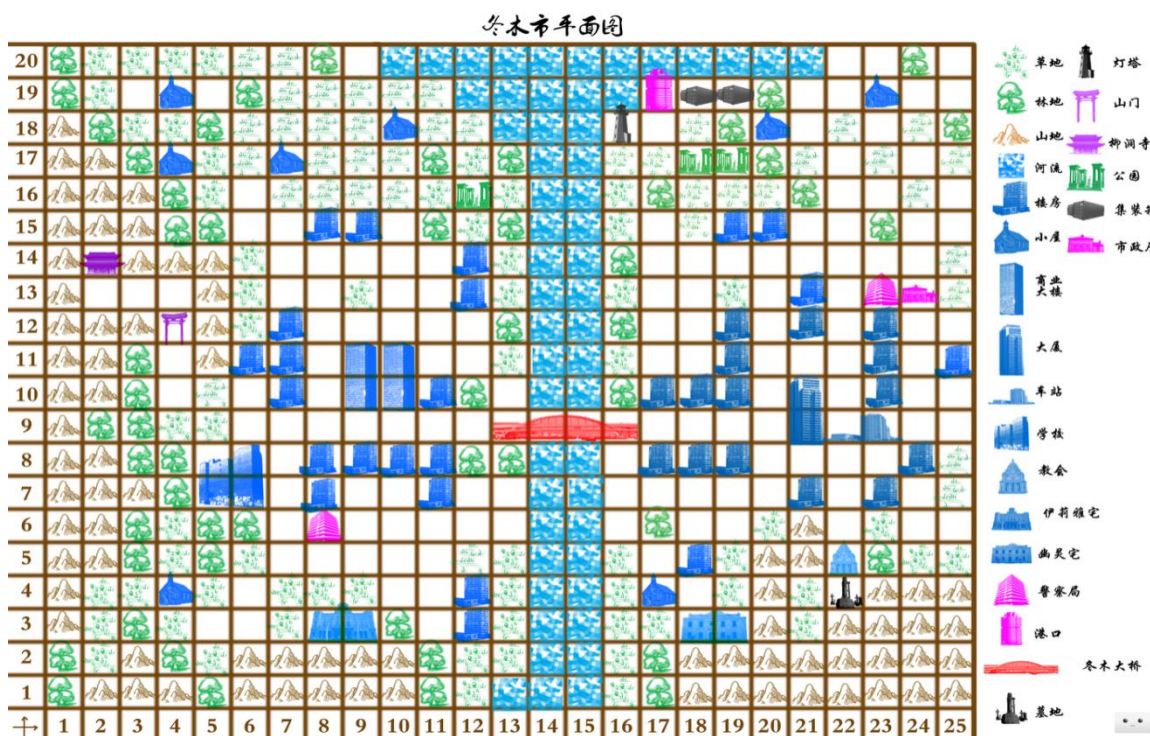 冬木市平面图
20
19
18
17
16
15
14
13
12
11
10
9
8
7
6
5
4
3
2
1
1 2 3 4 5 6 7 8 9 10 11 12 13 14 15 16 17 18 19 20 21 22 23 24 25
草地
灯塔
林地
山门
山地
柳洞寺
河流
公园
楼房
集装
小屋
市政
商业
大楼
大厦
车站
学校
教会
伊莉雅宅
幽灵宅
警察局
港口
冬木大桥
墓地